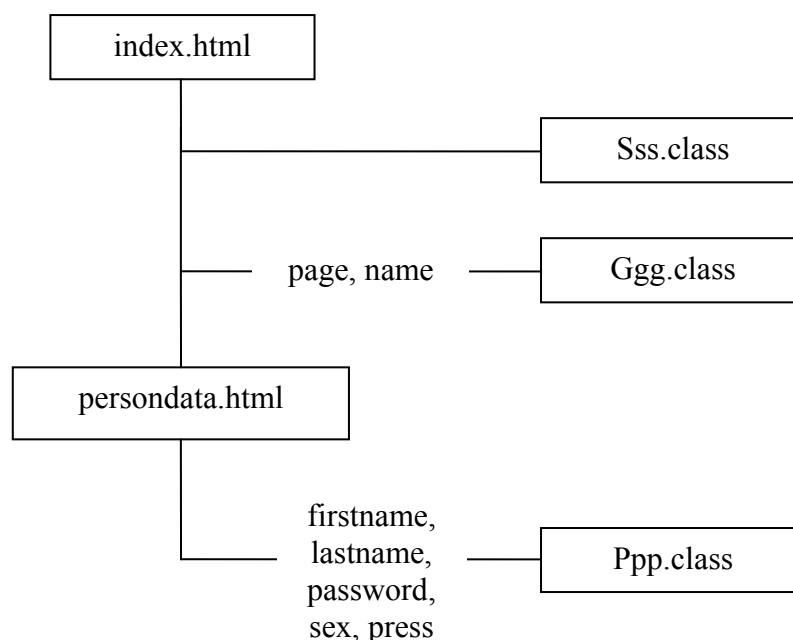 index.html
Sss.class
page, name
Ggg.class
persondata.html
firstname,
lastname,
password,
sex, press
Ppp.class